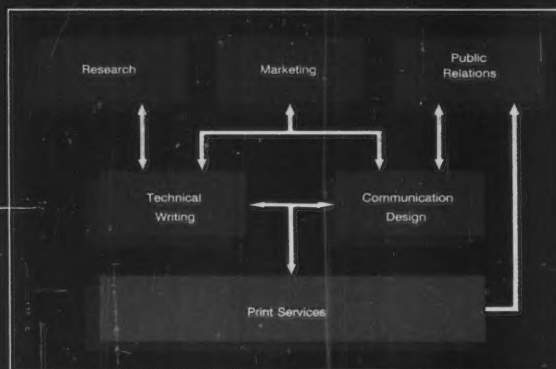 Research
Marketing
Public
Relations
Technical
Writing
Communication
Design
Print Services